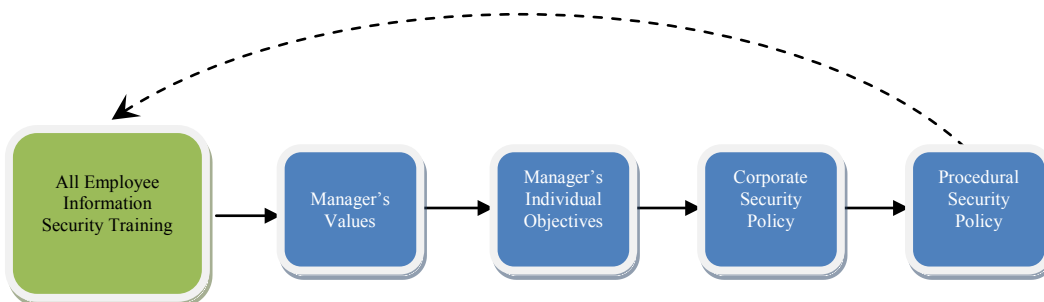 All Employee
Information
Security Training
Manager’s
Values
Manager’s
Individual
Objectives
Corporate
Security
Policy
Procedural
Security
Policy